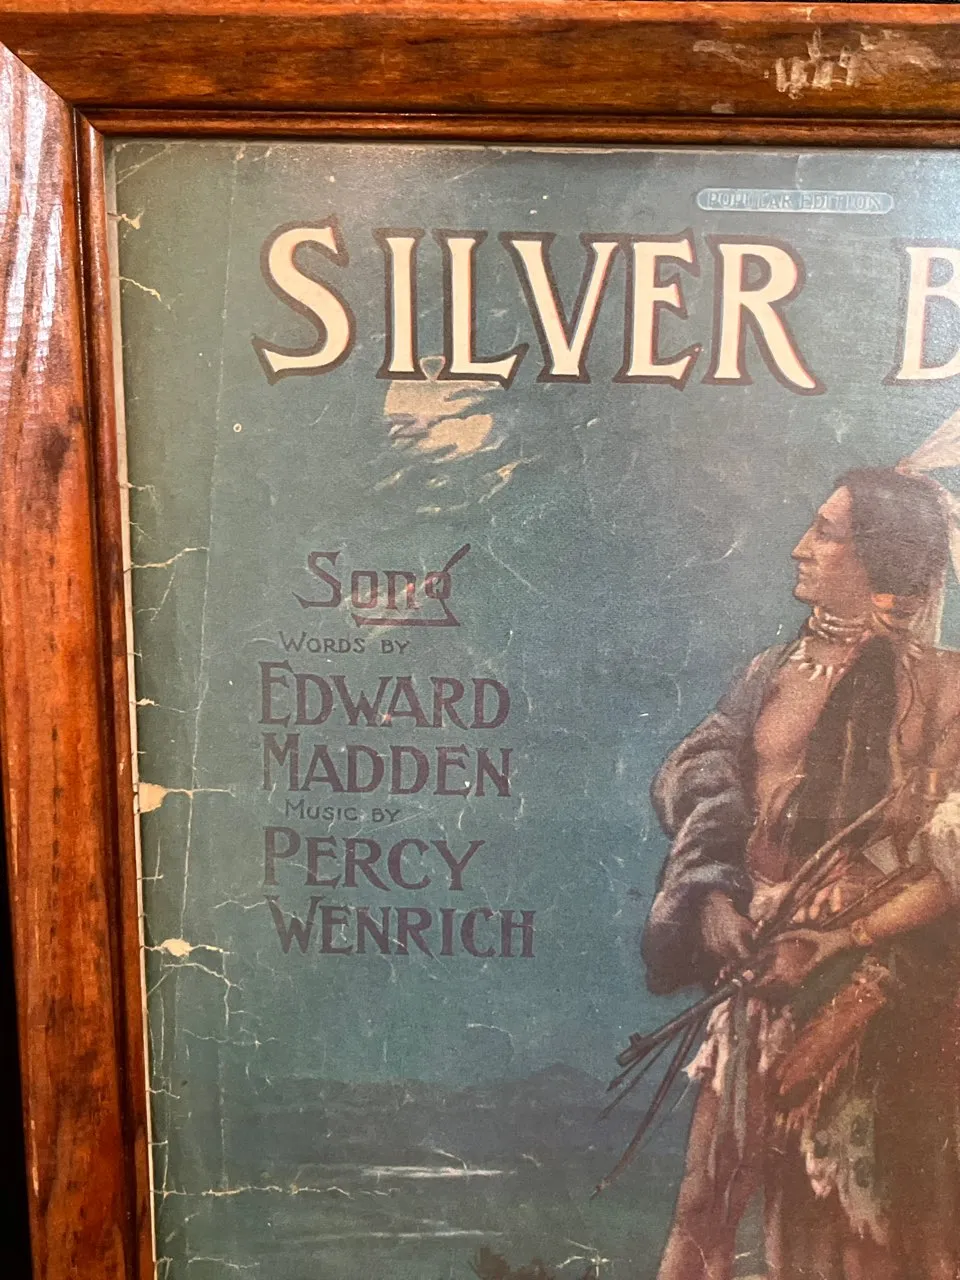 POPULAR EDITION
SILVER B
Song
WORDS BY
EDWARD
MADDEN
MUSIC BY
PERCY
WENRICH